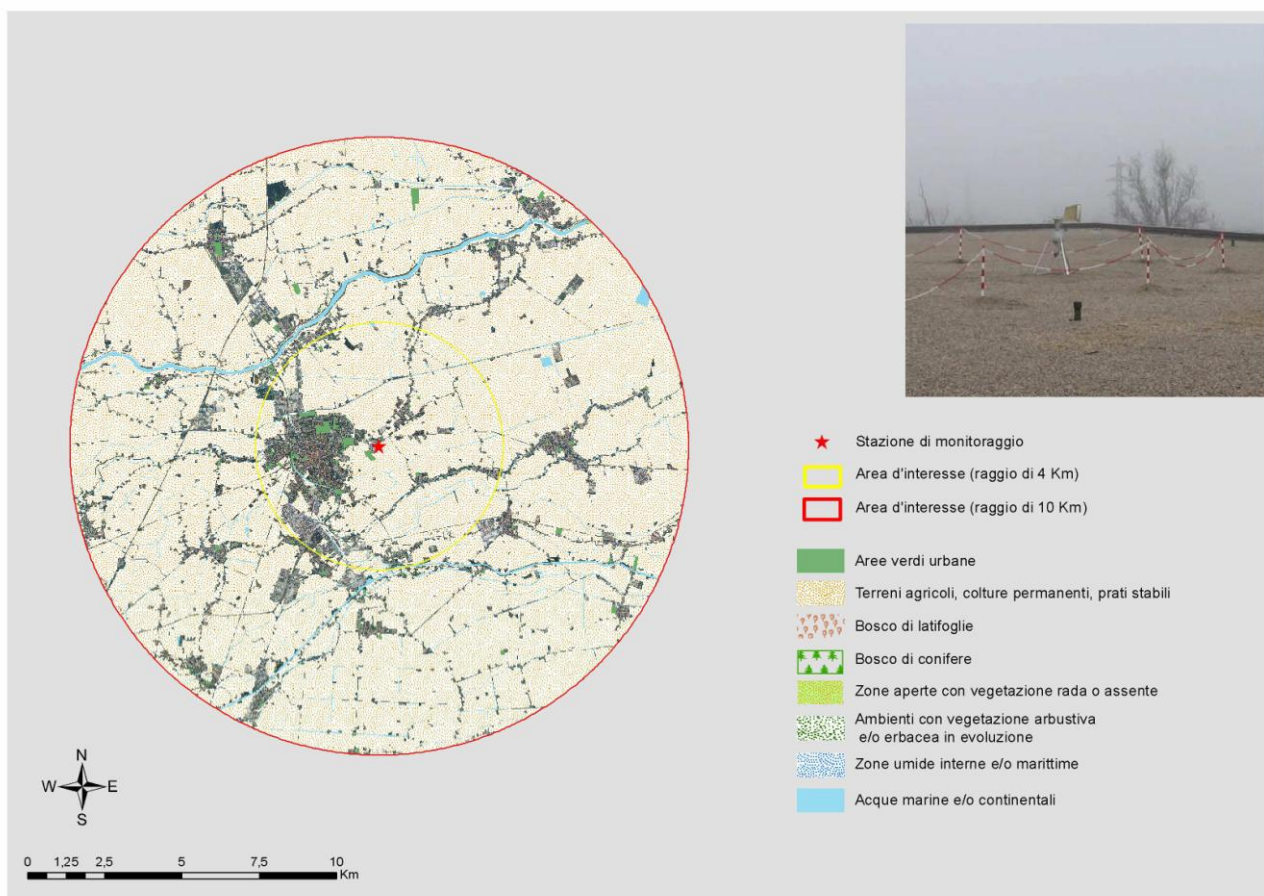 Stazione di monitoraggio
Area d'interesse (raggio di 4 Km)
Area d'interesse (raggio di 10 Km)
Aree verdi urbane
Terreni agricoli, colture permanenti, prati stabili
Bosco di latifoglie
Bosco di conifere
Zone aperte con vegetazione rada o assente
Ambienti con vegetazione arbustiva
e/o erbacea in evoluzione
Zone umide interne e/o marittime
Acque marine e/o continentali
N
W E
S
0 1,25 2,5 5 7,5 10
Km